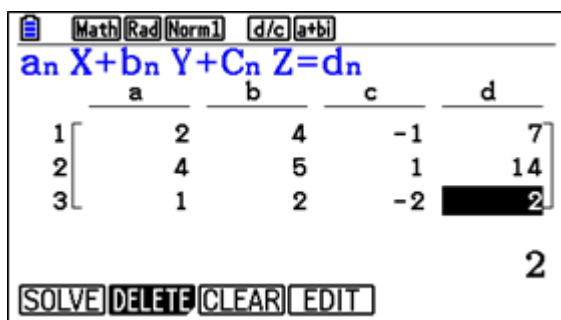 Math Rad Norm1 d/c a+bi
an X+bn Y+Cn Z=dn
a b c d
1 2 4 -1 7
2 4 5 1 14
3 1 2 -2 2
2
SOLVE DELETE CLEAR EDIT